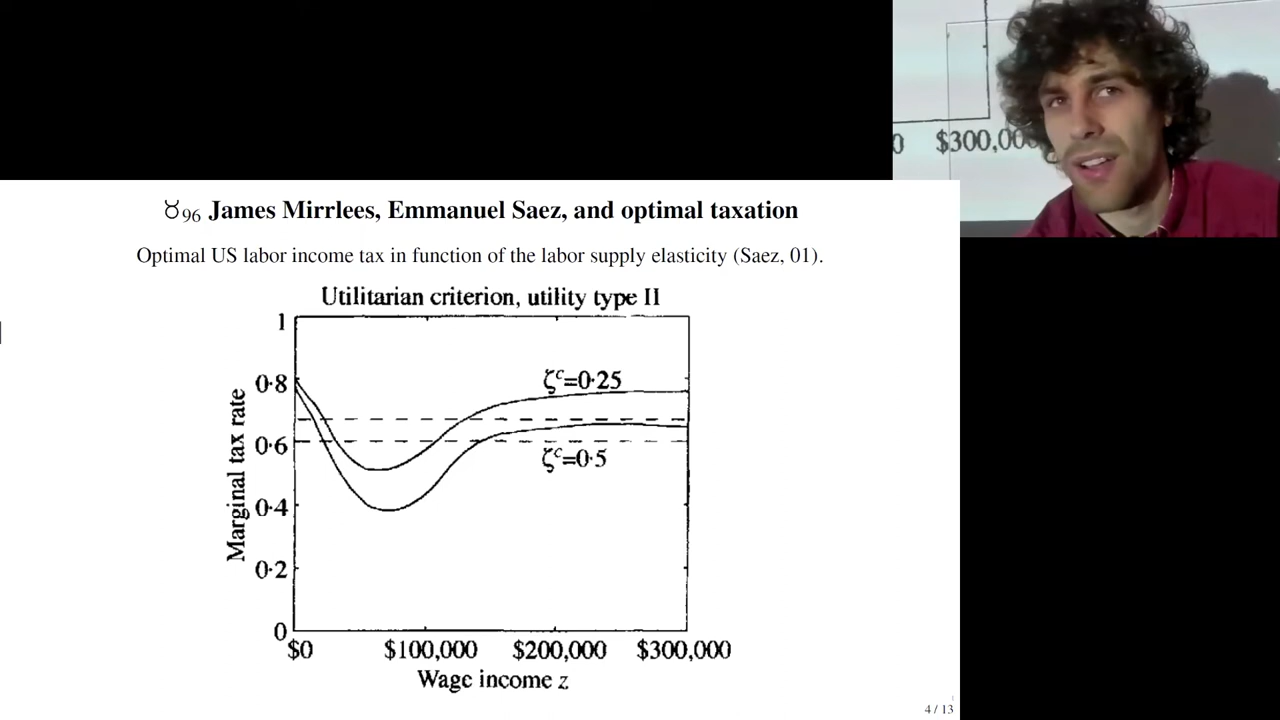 0 $300,000
♉96 James Mirrlees, Emmanuel Saez, and optimal taxation
Optimal US labor income tax in function of the labor supply elasticity (Saez, 01).
Utilitarian criterion, utility type II
1
0·8
0·6
0·4
0·2
0
Marginal tax rate
ζᶜ=0·25
ζᶜ=0·5
$0 $100,000 $200,000 $300,000
Wage income z
4 / 13